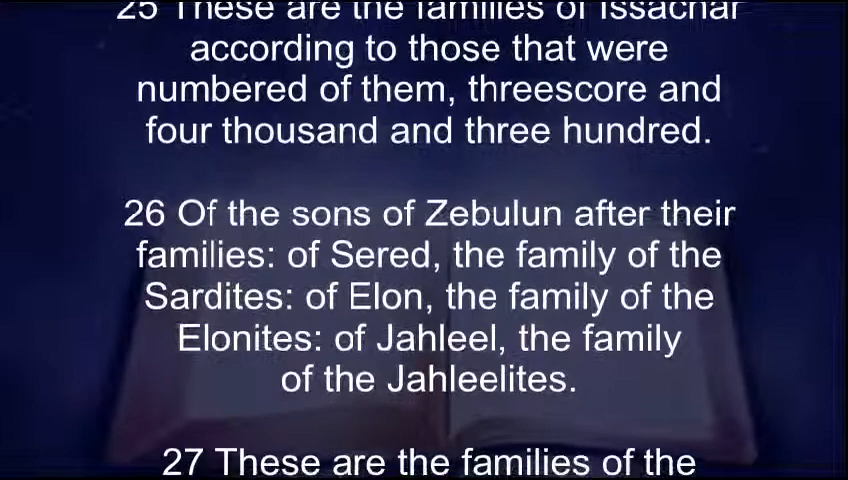 25 These are the families of Issachar
according to those that were
numbered of them, threescore and
four thousand and three hundred.
26 Of the sons of Zebulun after their
families: of Sered, the family of the
Sardites: of Elon, the family of the
Elonites: of Jahleel, the family
of the Jahleelites.
27 These are the families of the